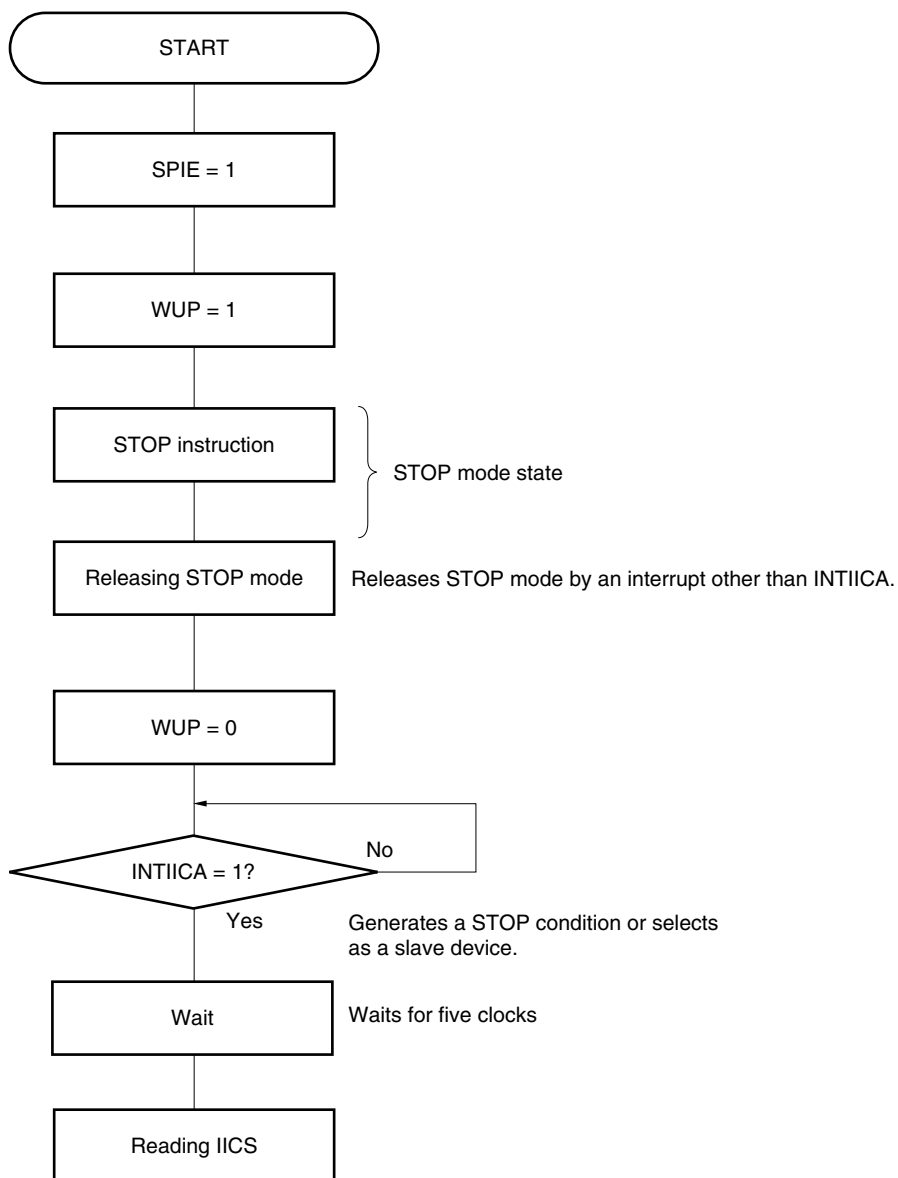 START
SPIE = 1
WUP = 1
STOP instruction
STOP mode state
Releasing STOP mode
Releases STOP mode by an interrupt other than INTIICA.
WUP = 0
INTIICA = 1?
No
Yes
Generates a STOP condition or selects
as a slave device.
Wait
Waits for five clocks
Reading IICS